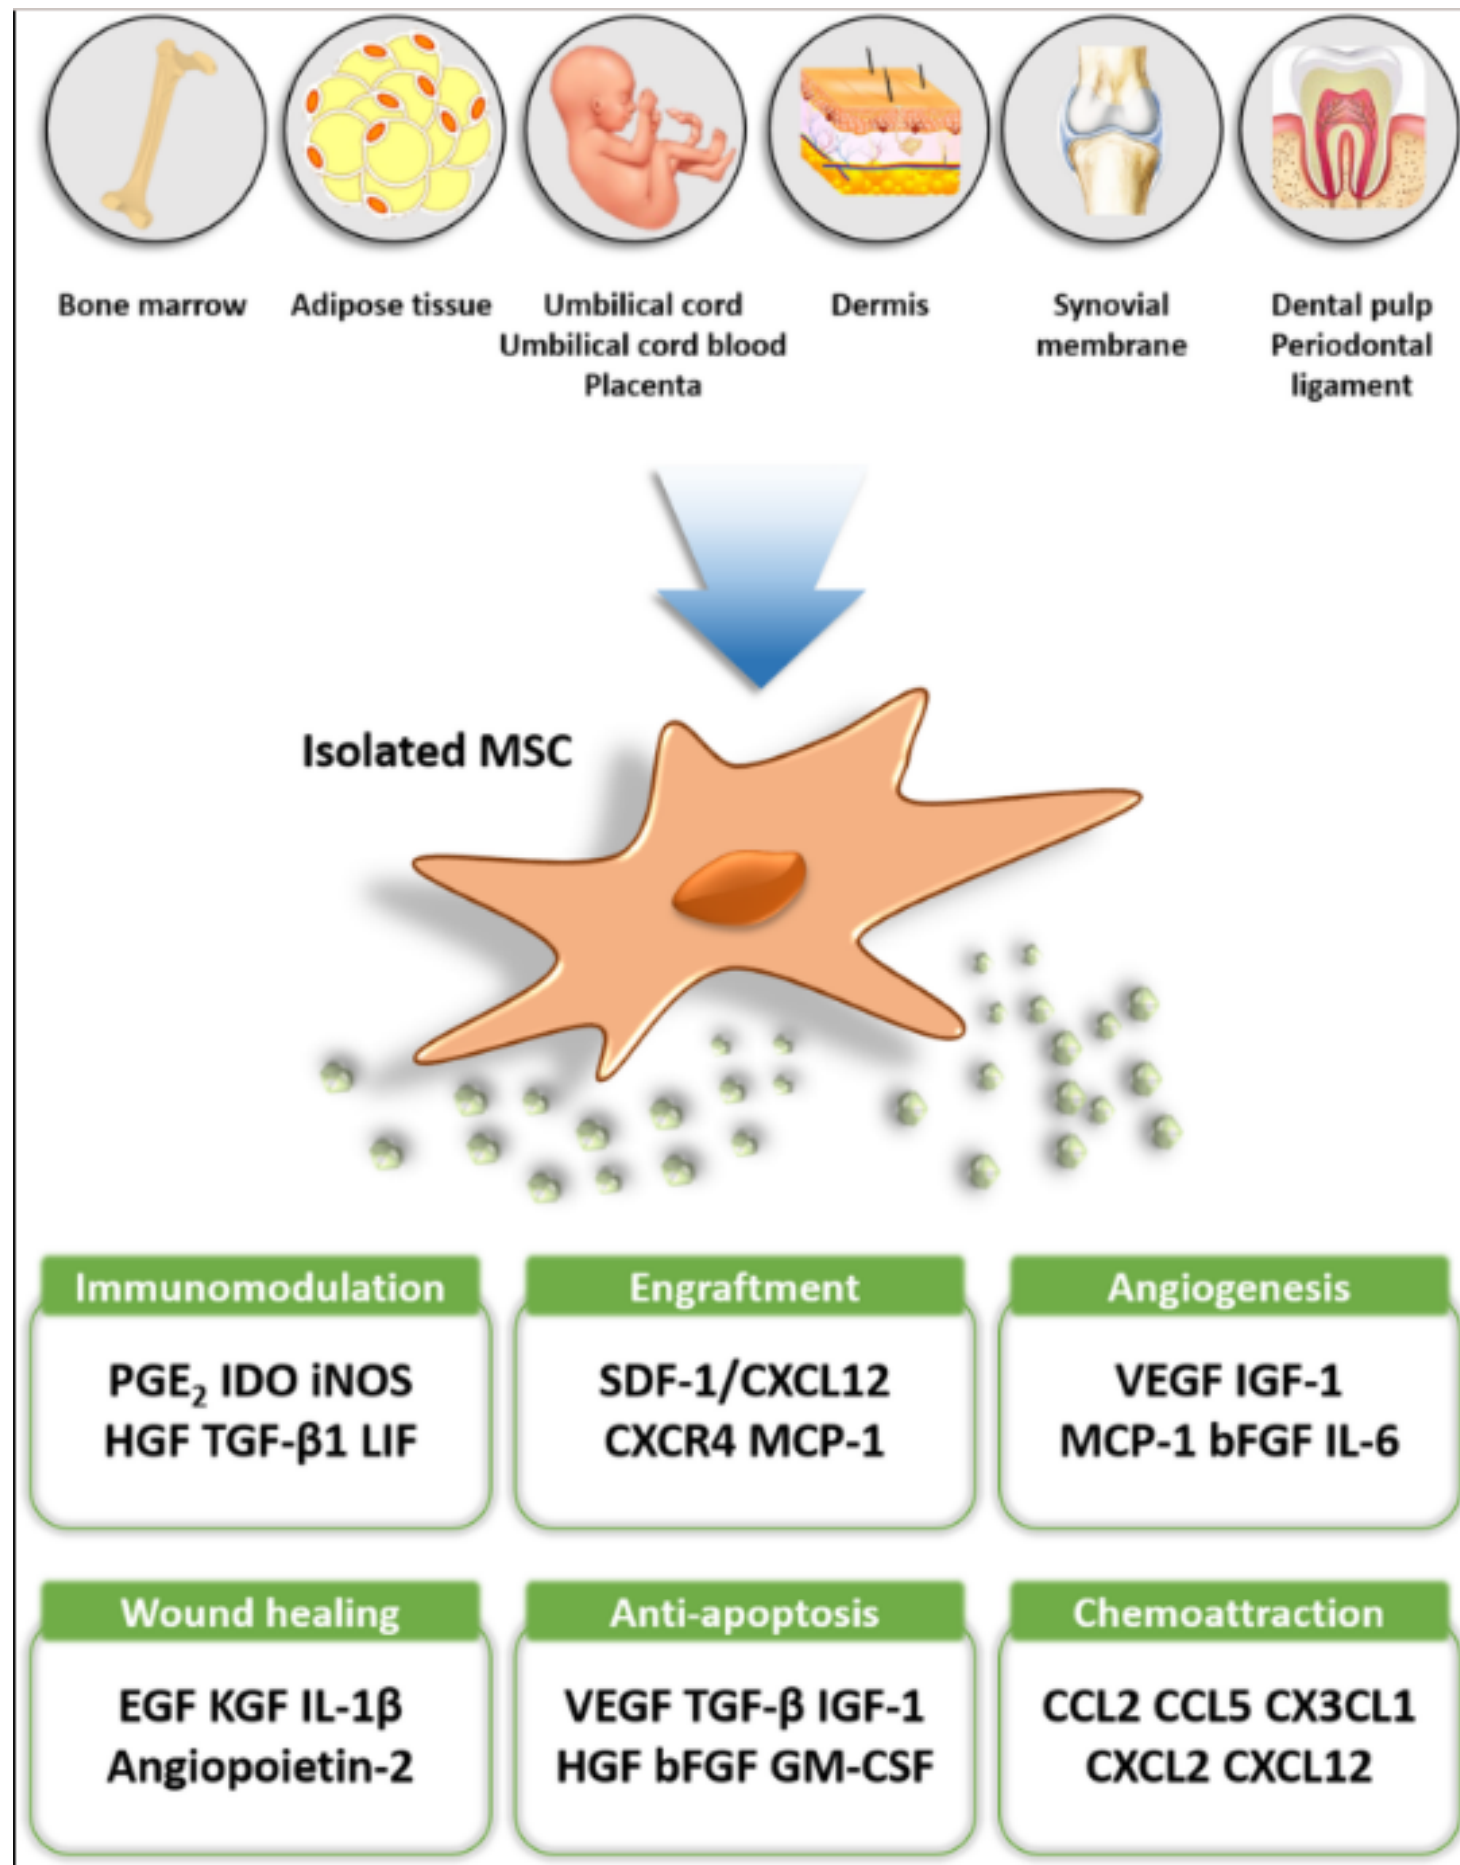 Bone marrow
Adipose tissue
Umbilical cord
Umbilical cord blood
Placenta
Dermis
Synovial
membrane
Dental pulp
Periodontal
ligament
Isolated MSC
Immunomodulation
PGE₂ IDO iNOS
HGF TGF-β1 LIF
Engraftment
SDF-1/CXCL12
CXCR4 MCP-1
Angiogenesis
VEGF IGF-1
MCP-1 bFGF IL-6
Wound healing
EGF KGF IL-1β
Angiopoietin-2
Anti-apoptosis
VEGF TGF-β IGF-1
HGF bFGF GM-CSF
Chemoattraction
CCL2 CCL5 CX3CL1
CXCL2 CXCL12